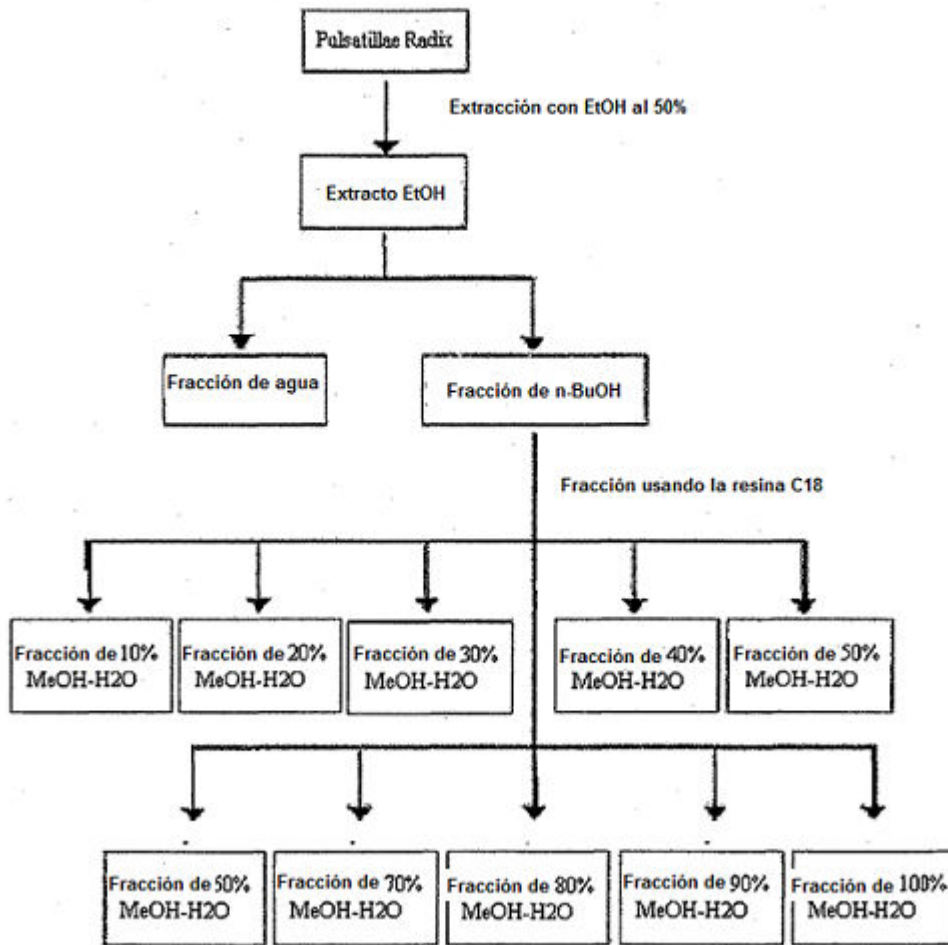 Pulsatillae Radix
Extracción con EtOH al 50%
Extracto EtOH
Fracción de agua
Fracción de n-BuOH
Fracción usando la resina C18
Fracción de 10%
MeOH-H2O
Fracción de 20%
MeOH-H2O
Fracción de 30%
MeOH-H2O
Fracción de 40%
MeOH-H2O
Fracción de 50%
MeOH-H2O
Fracción de 50%
MeOH-H2O
Fracción de 70%
MeOH-H2O
Fracción de 80%
MeOH-H2O
Fracción de 90%
MeOH-H2O
Fracción de 100%
MeOH-H2O